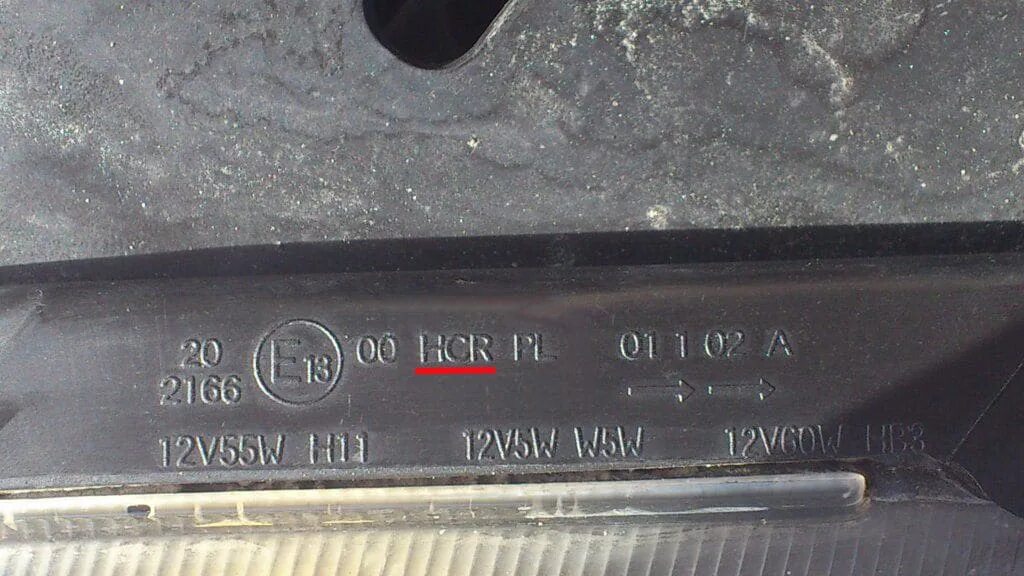 20 E13 00 HCR PL 01 1 02 A
2166 → →
12V55W H11 12V5W W5W 12V60W HB3